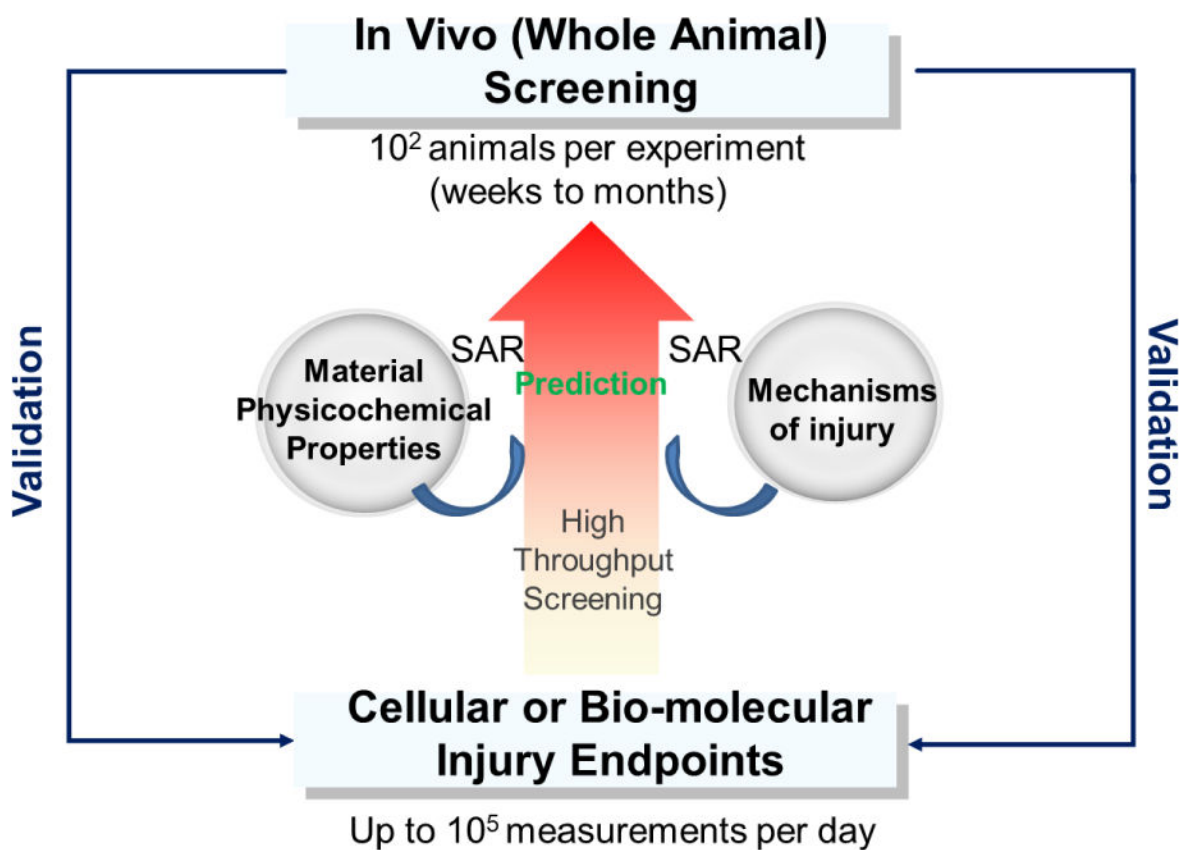 In Vivo (Whole Animal)
Screening
10² animals per experiment
(weeks to months)
Validation
Material
Physicochemical
Properties
SAR
Prediction
SAR
Mechanisms
of injury
Validation
High
Throughput
Screening
Cellular or Bio-molecular
Injury Endpoints
Up to 10⁵ measurements per day